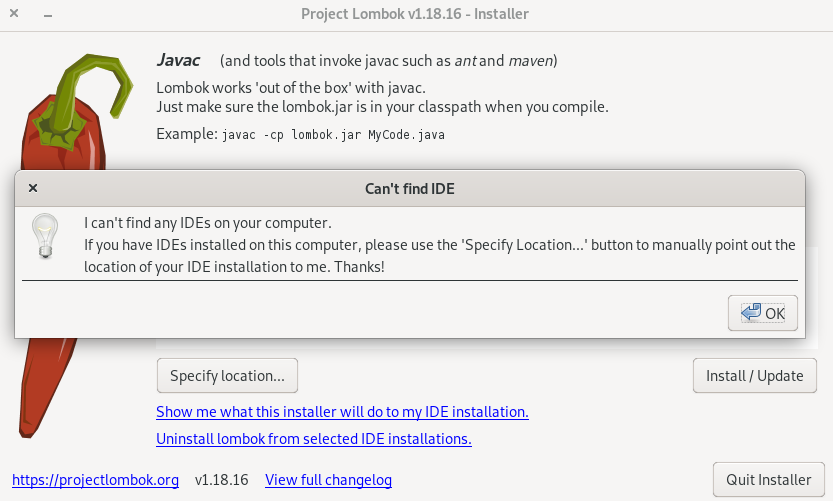 Project Lombok v1.18.16 - Installer
Javac (and tools that invoke javac such as ant and maven)
Lombok works 'out of the box' with javac.
Just make sure the lombok.jar is in your classpath when you compile.
Example: javac -cp lombok.jar MyCode.java
Can't find IDE
I can't find any IDEs on your computer.
If you have IDEs installed on this computer, please use the 'Specify Location...' button to manually point out the
location of your IDE installation to me. Thanks!
OK
Specify location... Install / Update
Show me what this installer will do to my IDE installation.
Uninstall lombok from selected IDE installations.
https://projectlombok.org v1.18.16 View full changelog Quit Installer